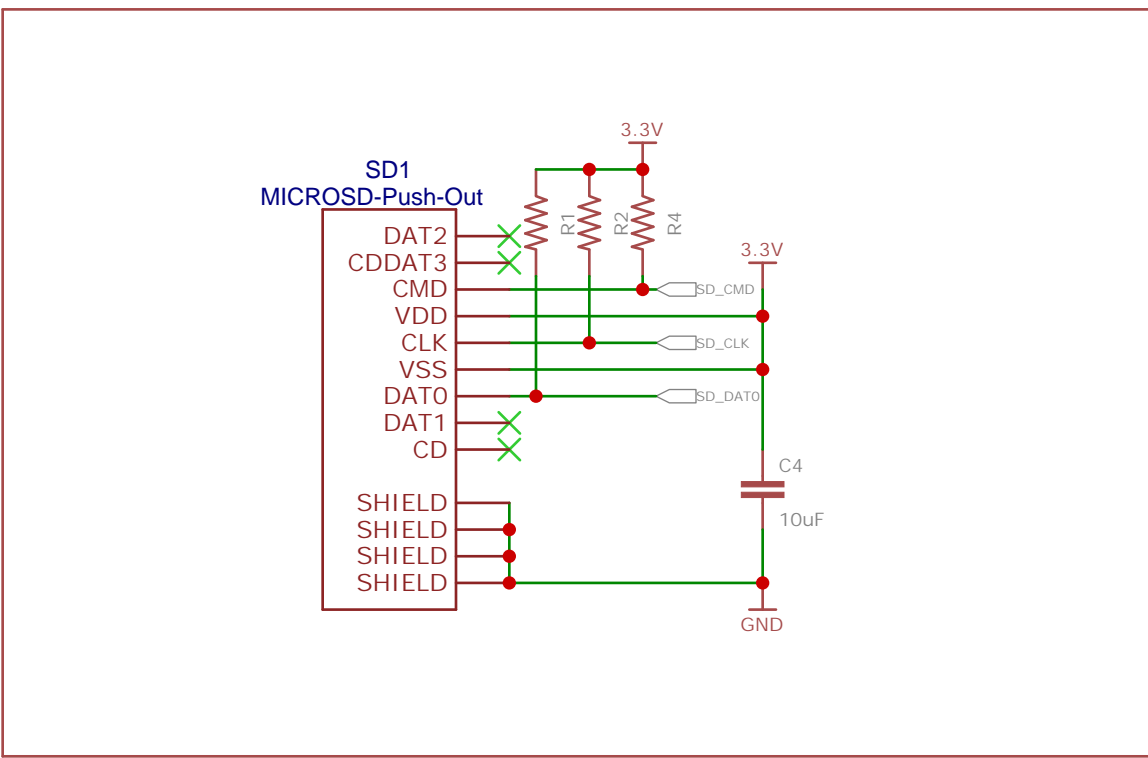 3.3V
SD1
MICROSD-Push-Out
R1
R2
R4
DAT2
3.3V
CDDAT3
CMD
SD_CMD
VDD
CLK
SD_CLK
VSS
DAT0
SD_DAT0
DAT1
CD
C4
10uF
SHIELD
SHIELD
SHIELD
SHIELD
GND